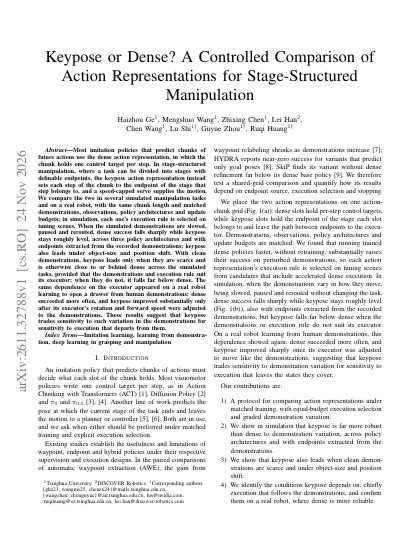 Keypose or Dense? A Controlled Comparison of
Action Representations for Stage-Structured
Manipulation
Haizhou Ge¹, Mengshuo Wang¹, Zhixing Chen¹, Lei Han²,
Chen Wang¹, Lu Shi¹†, Guyue Zhou¹†, Ruqi Huang¹†
arXiv:2611.32788v1 [cs.RO] 24 Nov 2026
Abstract—Most imitation policies that predict chunks of
future actions use the dense action representation, in which the
chunk holds one control target per step. In stage-structured
manipulation, where a task can be divided into stages with
definable endpoints, the keypose action representation instead
sets each step of the chunk to the endpoint of the stage that
step belongs to, and a speed-capped servo supplies the motion.
We compare the two in several simulated manipulation tasks
and on a real robot, with the same chunk length and matched
demonstrations, observations, policy architectures and update
budgets; in simulation, each one's execution rule is selected on
tuning scenes. When the simulated demonstrations are slowed,
paused and rerouted, dense success falls sharply while keypose
stays roughly level, across three policy architectures and with
endpoints extracted from the recorded demonstrations; keypose
also leads under object-size and position shift. With clean
demonstrations, keypose leads only when they are scarce and
is otherwise close to or behind dense across the simulated
tasks, provided that the demonstrations and execution rule suit
its executor; when they do not, it falls far below dense. The
same dependence on the executor appeared on a real robot
learning to open a drawer from human demonstrations: dense
succeeded more often, and keypose improved substantially only
after its executor's rotation and forward speed were adjusted
to the demonstrations. These results suggest that keypose
trades sensitivity to such variation in the demonstrations for
sensitivity to execution that departs from them.
Index Terms—Imitation learning, learning from demonstra-
tion, deep learning in grasping and manipulation
I. INTRODUCTION
An imitation policy that predicts chunks of actions must
decide what each slot of the chunk should contain. Most
visuomotor policies write one control target per step, as in Action
Chunking with Transformers (ACT) [1], Diffusion Policy [2]
and π₀ and π₀.₅ [3], [4]. Another line of work predicts the
pose at which the current stage of the task ends and leaves
the motion to a planner or controller [5], [6]. Both are in use,
and we ask when either should be preferred under matched
training and explicit execution selection.
Existing studies establish the usefulness and limitations of
waypoint, endpoint and hybrid policies under their respective
supervision and execution designs. In the paired comparisons
of automatic waypoint extraction (AWE), the gain from
¹Tsinghua University ²DISCOVER Robotics. †Corresponding authors.
waypoint relabeling shrinks as demonstrations increase [7];
HYDRA reports near-zero success for variants that predict
only goal poses [8]; SkiP finds its variant without dense
refinement far below its dense base policy [9]. We therefore
test a shared-grid comparison and quantify how its results
depend on endpoint source, execution selection and stopping.
We place the two action representations on one action-
chunk grid (Fig. 1(a)): dense slots hold per-step control targets,
while keypose slots hold the endpoint of the stage each slot
belongs to and leave the path between endpoints to the execu-
tor. Demonstrations, observations, policy architectures and
update budgets are matched. We found that running trained
dense policies faster, without retraining, substantially raises
their success on perturbed demonstrations, so each action
representation's execution rule is selected on tuning scenes
from candidates that include accelerated dense execution. In
simulation, when the demonstrations vary in how they move,
being slowed, paused and rerouted without changing the task,
dense success falls sharply while keypose stays roughly level
(Fig. 1(b)), also with endpoints extracted from the recorded
demonstrations, but keypose falls far below dense when the
demonstrations or execution rule do not suit its executor.
On a real robot learning from human demonstrations, this
dependence showed again: dense succeeded more often, and
keypose improved sharply once its executor was adjusted
to move like the demonstrations, suggesting that keypose
trades sensitivity to demonstration variation for sensitivity to
execution that leaves the states they cover.
Our contributions are:
1) A protocol for comparing action representations under
matched training, with equal-budget execution selection
and graded demonstration variation.
2) We show in simulation that keypose is far more robust
than dense to demonstration variation, across policy
architectures and with endpoints extracted from the
demonstrations.
3) We show that keypose also leads when clean demon-
strations are scarce and under object-size and position
shift.
4) We identify the conditions keypose depends on, chiefly
execution that follows the demonstrations, and confirm
them on a real robot, where dense is more reliable.